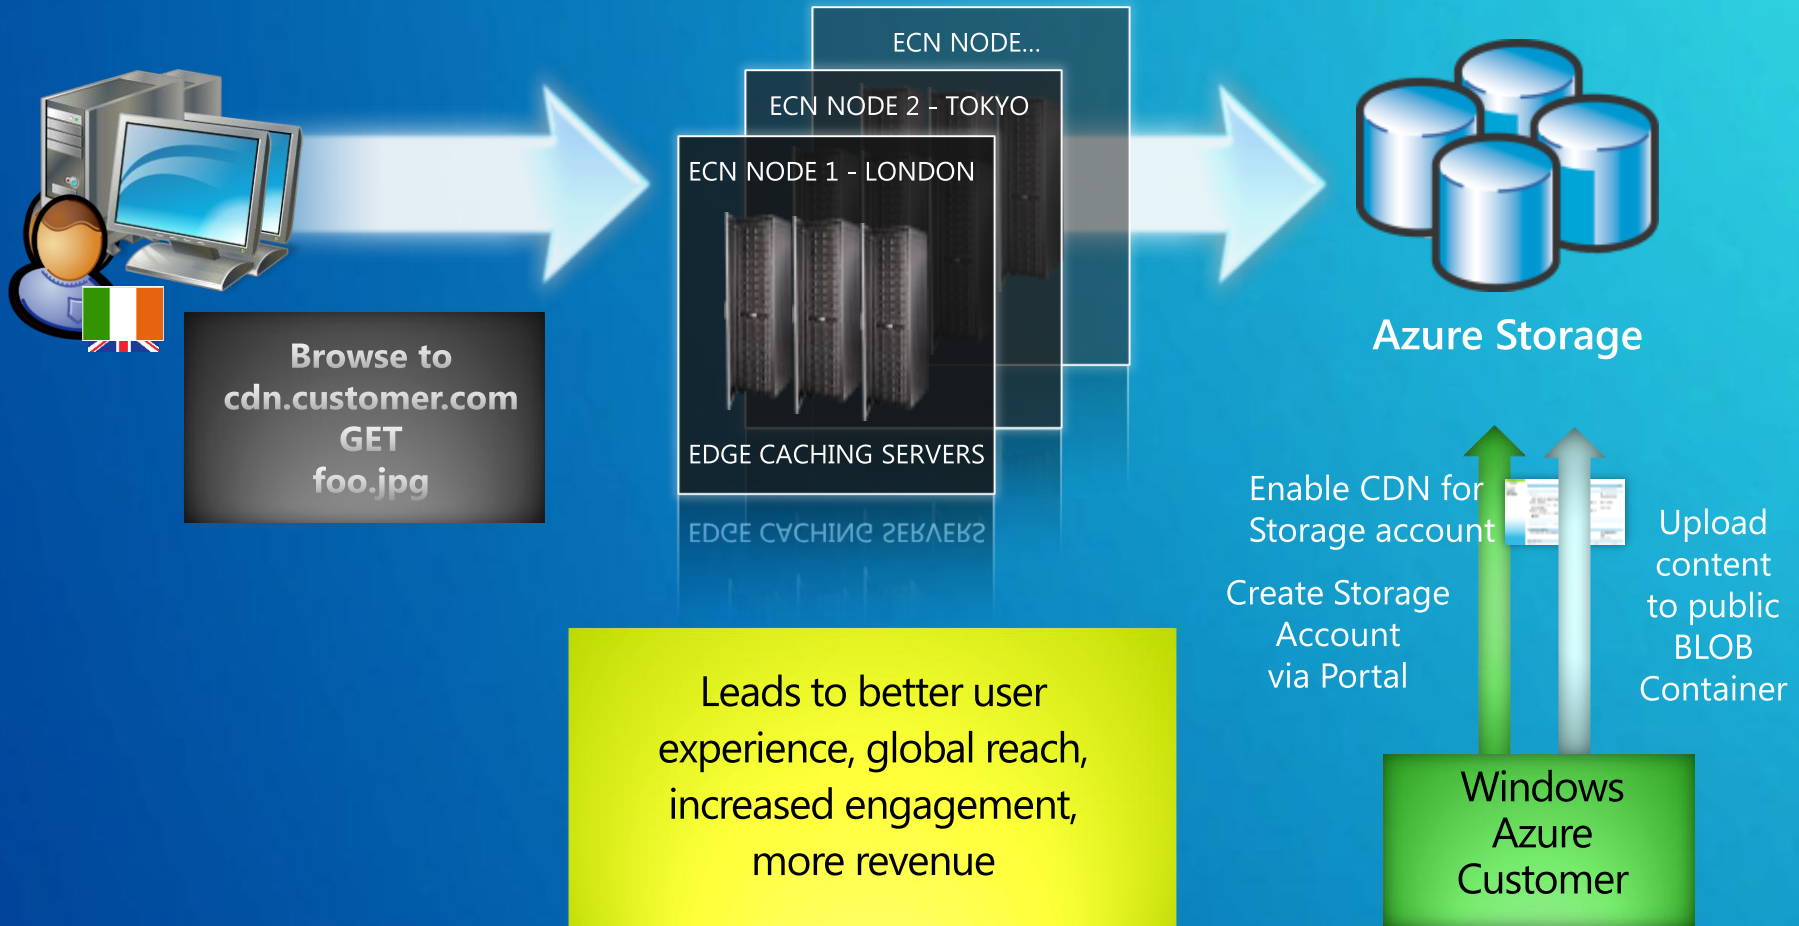 ECN NODE...
ECN NODE 2 - TOKYO
ECN NODE 1 - LONDON
EDGE CACHING SERVERS
Browse to
cdn.customer.com
GET
foo.jpg
Azure Storage
Enable CDN for
Storage account
Create Storage
Account
via Portal
Upload
content
to public
BLOB
Container
Leads to better user
experience, global reach,
increased engagement,
more revenue
Windows
Azure
Customer